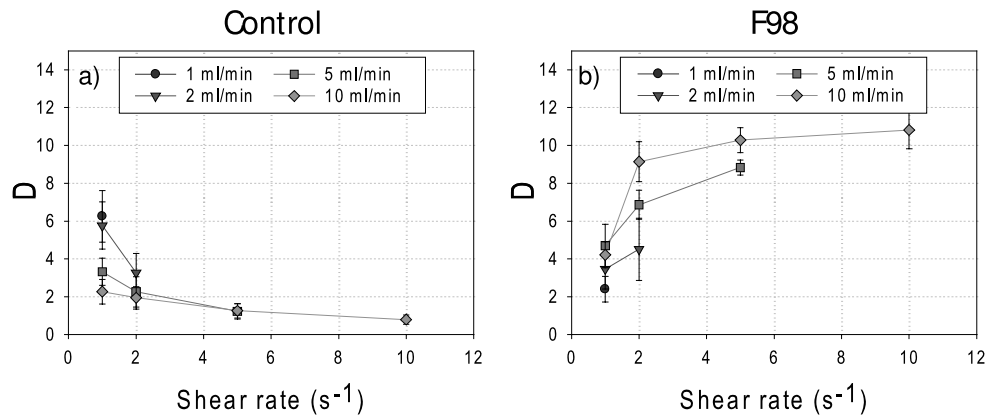 Control
F98
a)
1 ml/min
5 ml/min
2 ml/min
10 ml/min
14
12
10
8
6
4
2
0
D
0 2 4 6 8 10 12
Shear rate (s⁻¹)
b)
1 ml/min
5 ml/min
2 ml/min
10 ml/min
14
12
10
8
6
4
2
0
D
0 2 4 6 8 10 12
Shear rate (s⁻¹)